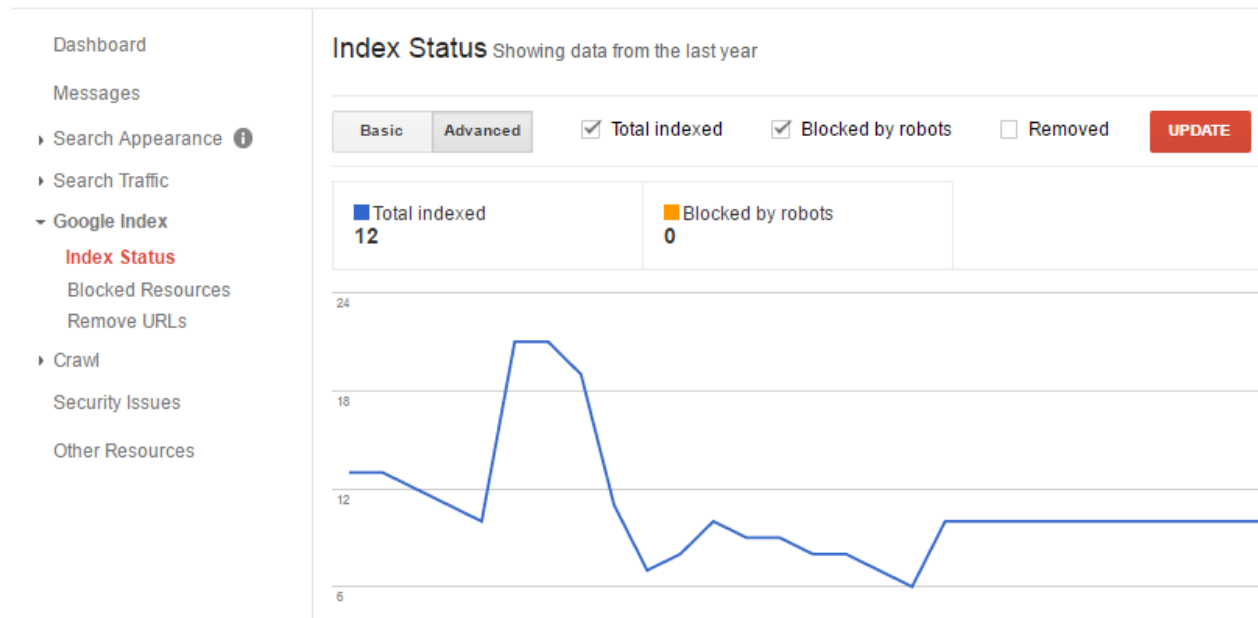 Dashboard
Messages
Search Appearance
Search Traffic
Google Index
Index Status
Blocked Resources
Remove URLs
Crawl
Security Issues
Other Resources
Index Status Showing data from the last year
Basic Advanced Total indexed Blocked by robots Removed UPDATE
Total indexed Blocked by robots
12 0
24
18
12
6